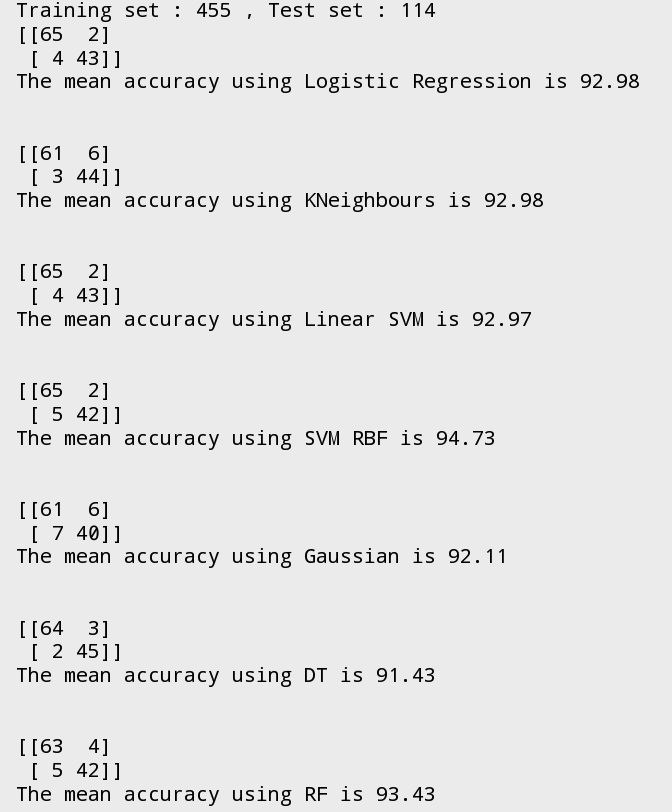 Training set : 455 , Test set : 114
[[65  2]
 [ 4 43]]
The mean accuracy using Logistic Regression is 92.98
[[61  6]
 [ 3 44]]
The mean accuracy using KNeighbours is 92.98
[[65  2]
 [ 4 43]]
The mean accuracy using Linear SVM is 92.97
[[65  2]
 [ 5 42]]
The mean accuracy using SVM RBF is 94.73
[[61  6]
 [ 7 40]]
The mean accuracy using Gaussian is 92.11
[[64  3]
 [ 2 45]]
The mean accuracy using DT is 91.43
[[63  4]
 [ 5 42]]
The mean accuracy using RF is 93.43